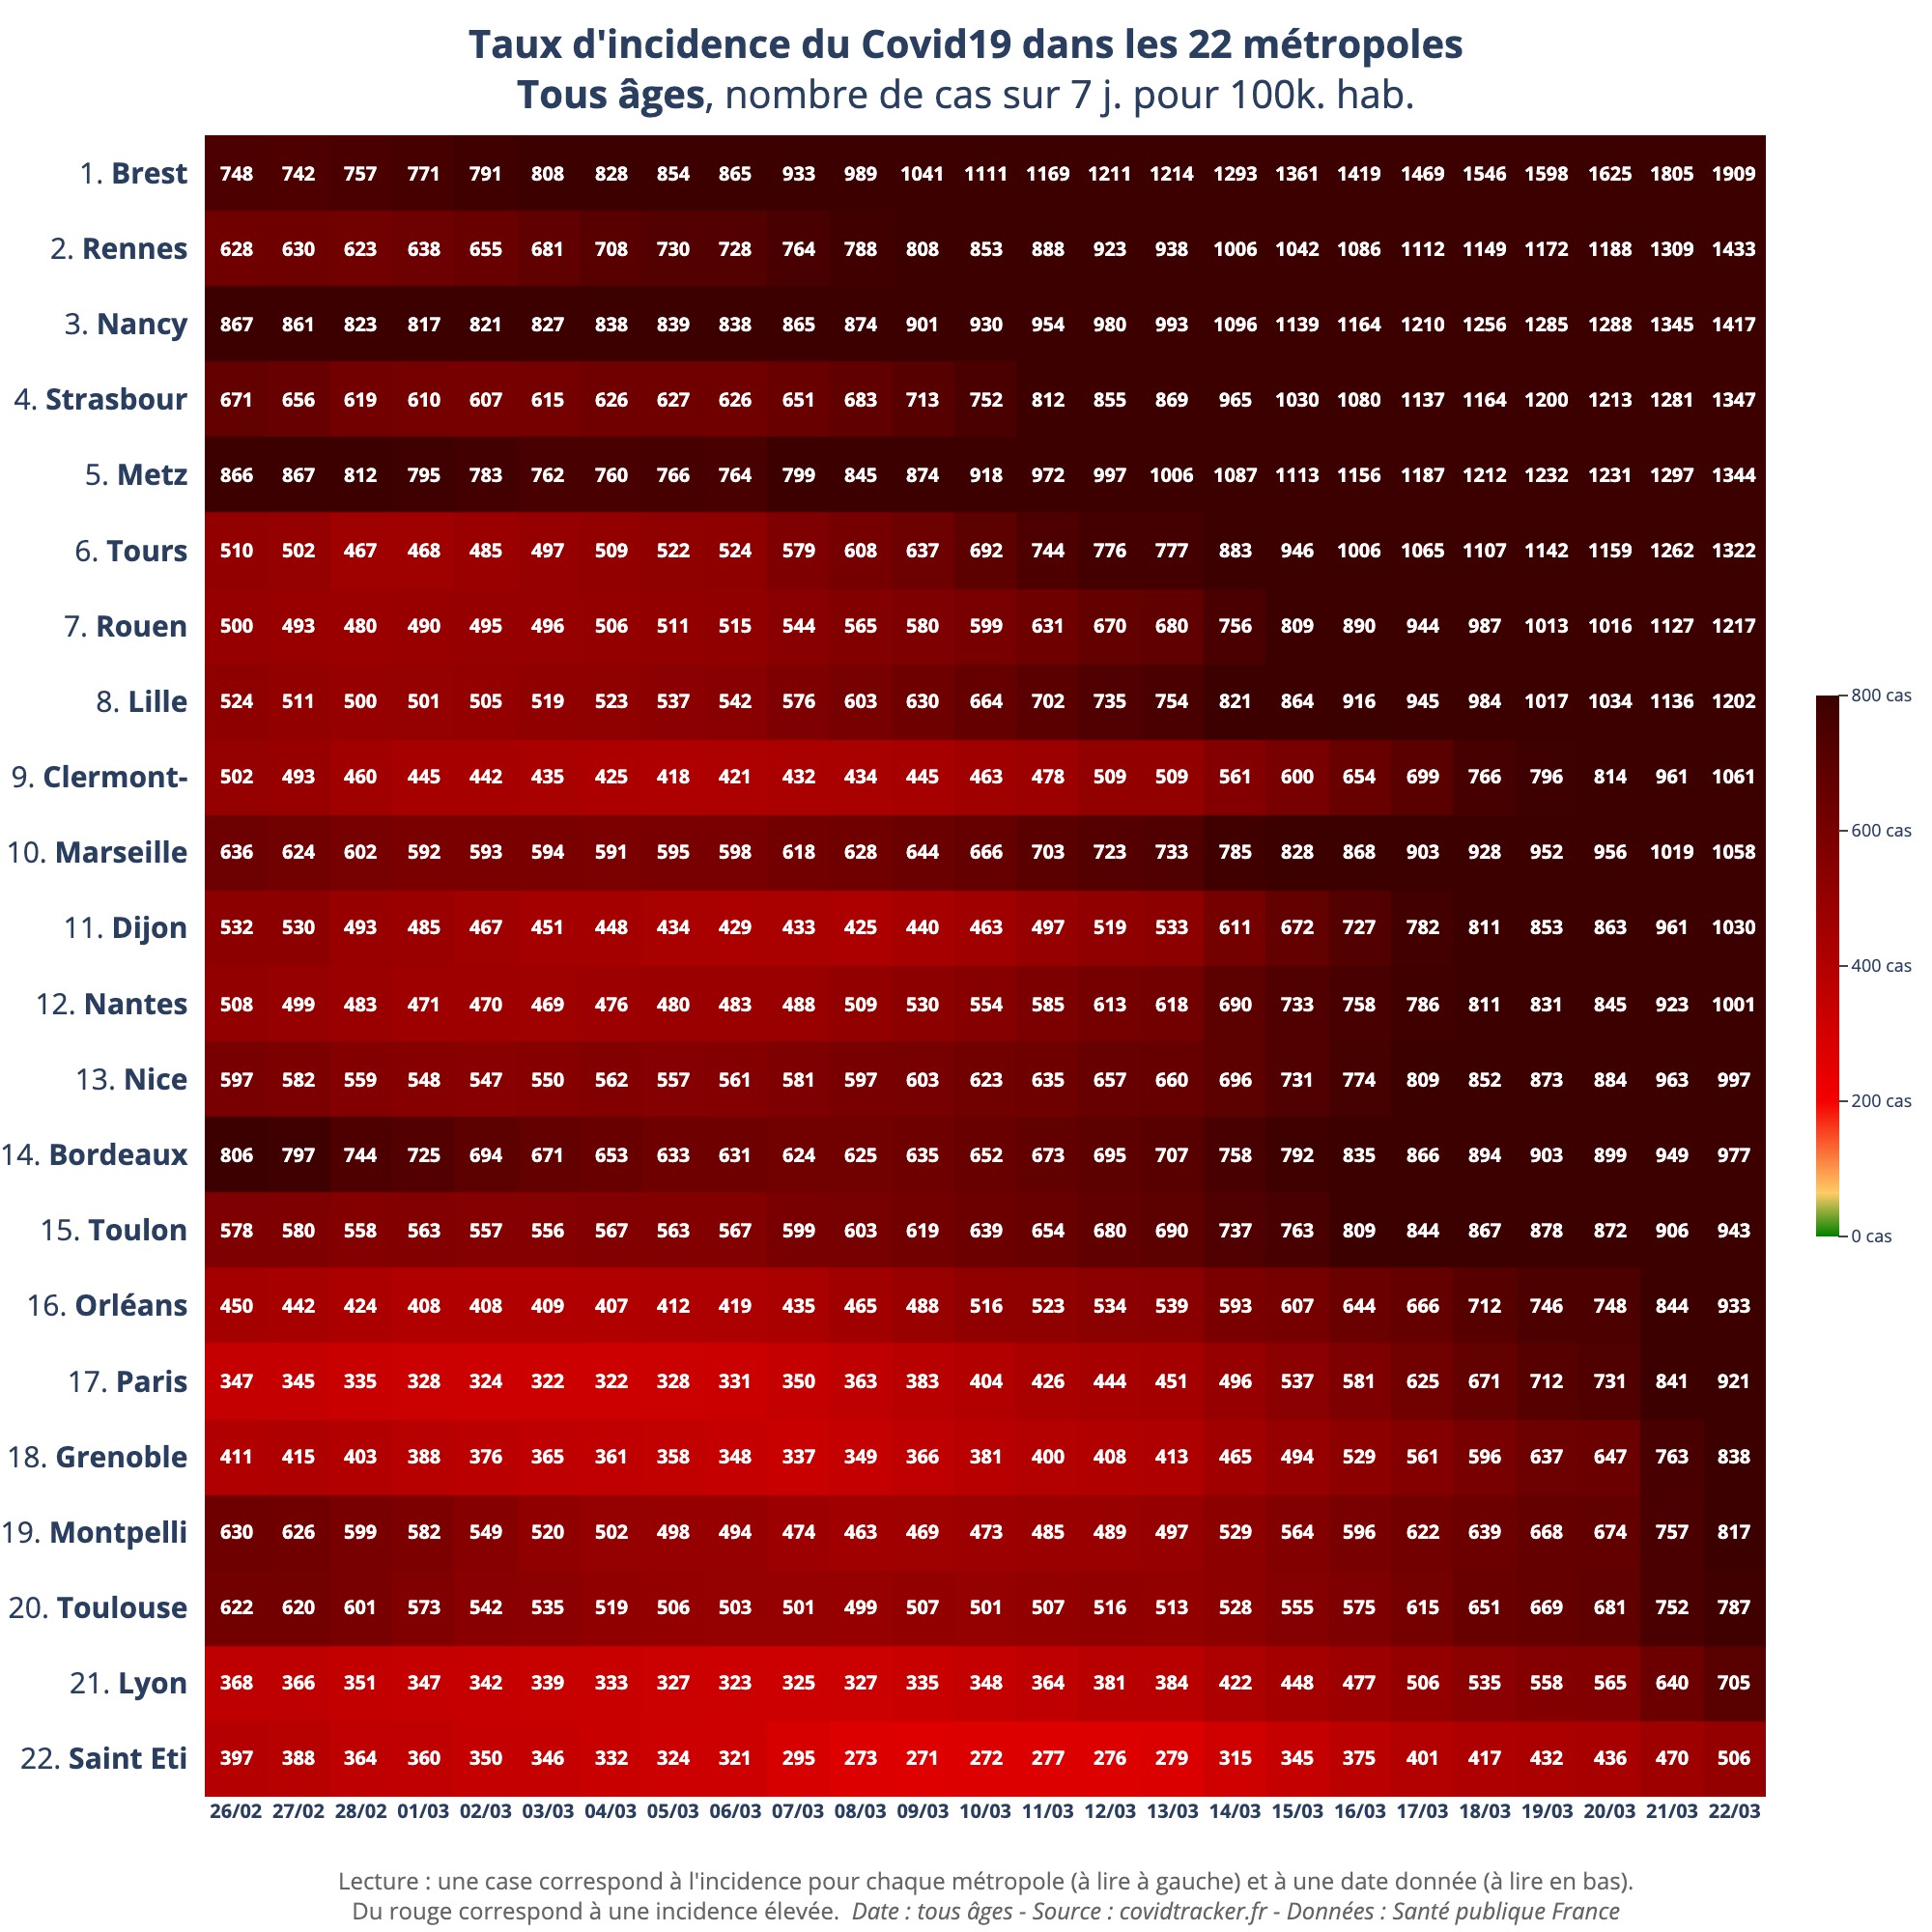 Taux d'incidence du Covid19 dans les 22 métropoles
Tous âges, nombre de cas sur 7 j. pour 100k. hab.
1. Brest 748 742 757 771 791 808 828 854 865 933 989 1041 1111 1169 1211 1214 1293 1361 1419 1469 1546 1598 1625 1805 1909
2. Rennes 628 630 623 638 655 681 708 730 728 764 788 808 853 888 923 938 1006 1042 1086 1112 1149 1172 1188 1309 1433
3. Nancy 867 861 823 817 821 827 838 839 838 865 874 901 930 954 980 993 1096 1139 1164 1210 1256 1285 1288 1345 1417
4. Strasbour 671 656 619 610 607 615 626 627 626 651 683 713 752 812 855 869 965 1030 1080 1137 1164 1200 1213 1281 1347
5. Metz 866 867 812 795 783 762 760 766 764 799 845 874 918 972 997 1006 1087 1113 1156 1187 1212 1232 1231 1297 1344
6. Tours 510 502 467 468 485 497 509 522 524 579 608 637 692 744 776 777 883 946 1006 1065 1107 1142 1159 1262 1322
7. Rouen 500 493 480 490 495 496 506 511 515 544 565 580 599 631 670 680 756 809 890 944 987 1013 1016 1127 1217
8. Lille 524 511 500 501 505 519 523 537 542 576 603 630 664 702 735 754 821 864 916 945 984 1017 1034 1136 1202
800 cas
9. Clermont- 502 493 460 445 442 435 425 418 421 432 434 445 463 478 509 509 561 600 654 699 766 796 814 961 1061
600 cas
10. Marseille 636 624 602 592 593 594 591 595 598 618 628 644 666 703 723 733 785 828 868 903 928 952 956 1019 1058
11. Dijon 532 530 493 485 467 451 448 434 429 433 425 440 463 497 519 533 611 672 727 782 811 853 863 961 1030
400 cas
12. Nantes 508 499 483 471 470 469 476 480 483 488 509 530 554 585 613 618 690 733 758 786 811 831 845 923 1001
13. Nice 597 582 559 548 547 550 562 557 561 581 597 603 623 635 657 660 696 731 774 809 852 873 884 963 997
200 cas
14. Bordeaux 806 797 744 725 694 671 653 633 631 624 625 635 652 673 695 707 758 792 835 866 894 903 899 949 977
15. Toulon 578 580 558 563 557 556 567 563 567 599 603 619 639 654 680 690 737 763 809 844 867 878 872 906 943
0 cas
16. Orléans 450 442 424 408 408 409 407 412 419 435 465 488 516 523 534 539 593 607 644 666 712 746 748 844 933
17. Paris 347 345 335 328 324 322 322 328 331 350 363 383 404 426 444 451 496 537 581 625 671 712 731 841 921
18. Grenoble 411 415 403 388 376 365 361 358 348 337 349 366 381 400 408 413 465 494 529 561 596 637 647 763 838
19. Montpelli 630 626 599 582 549 520 502 498 494 474 463 469 473 485 489 497 529 564 596 622 639 668 674 757 817
20. Toulouse 622 620 601 573 542 535 519 506 503 501 499 507 501 507 516 513 528 555 575 615 651 669 681 752 787
21. Lyon 368 366 351 347 342 339 333 327 323 325 327 335 348 364 381 384 422 448 477 506 535 558 565 640 705
22. Saint Eti 397 388 364 360 350 346 332 324 321 295 273 271 272 277 276 279 315 345 375 401 417 432 436 470 506
26/02 27/02 28/02 01/03 02/03 03/03 04/03 05/03 06/03 07/03 08/03 09/03 10/03 11/03 12/03 13/03 14/03 15/03 16/03 17/03 18/03 19/03 20/03 21/03 22/03
Lecture : une case correspond à l'incidence pour chaque métropole (à lire à gauche) et à une date donnée (à lire en bas).
Du rouge correspond à une incidence élevée. Date : tous âges - Source : covidtracker.fr - Données : Santé publique France